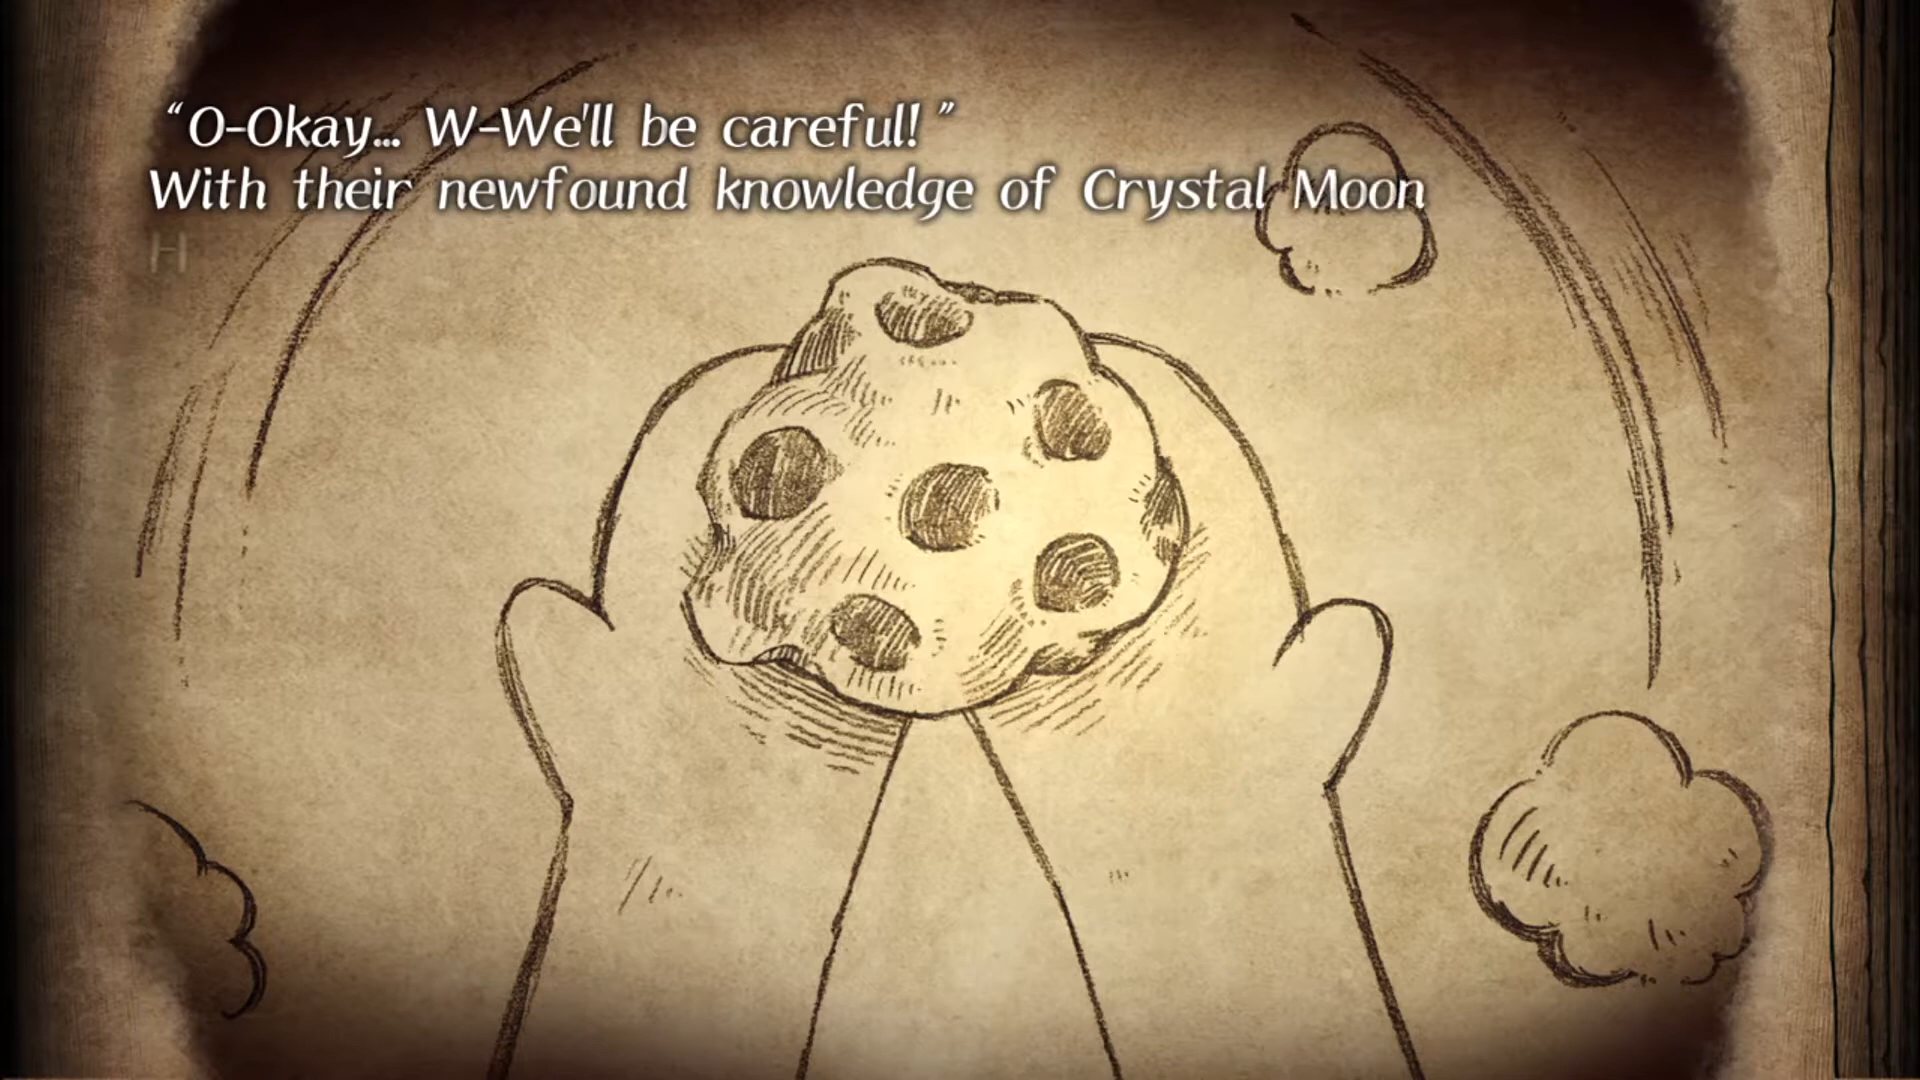 “O-Okay... W-We'll be careful!”
With their newfound knowledge of Crystal Moon
H